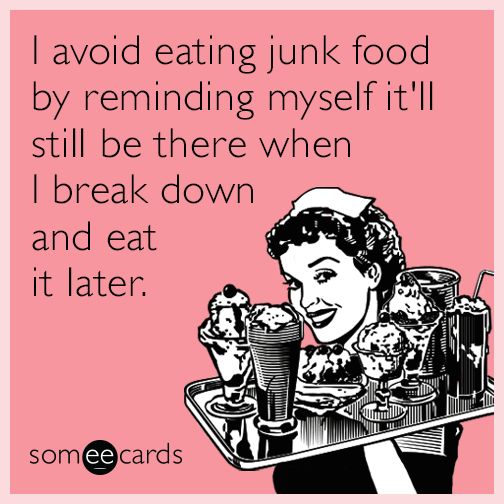 I avoid eating junk food
by reminding myself it'll
still be there when
I break down
and eat
it later.
someecards